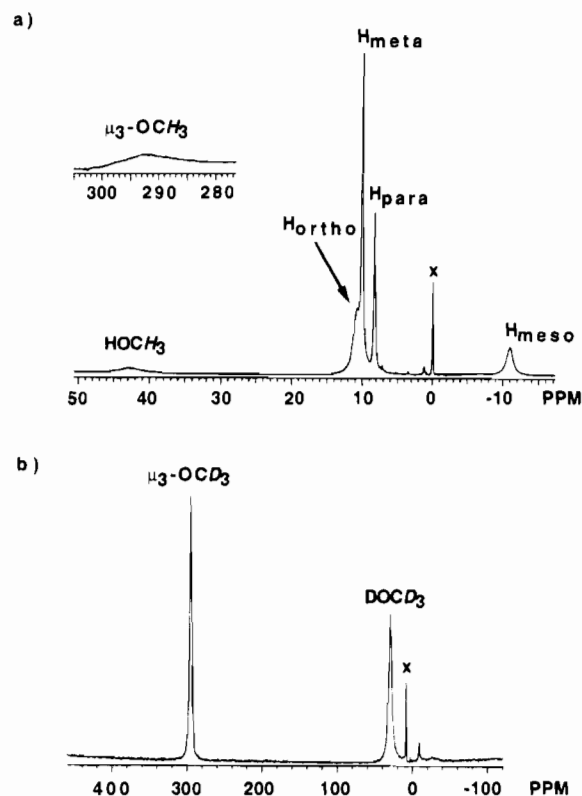 a)
Hmeta
μ3-OCH3
300 290 280
Hpara
Hortho
x
HOCH3
Hmeso
50 40 30 20 10 0 -10 PPM
b)
μ3-OCD3
DOCD3
x
400 300 200 100 0 -100 PPM